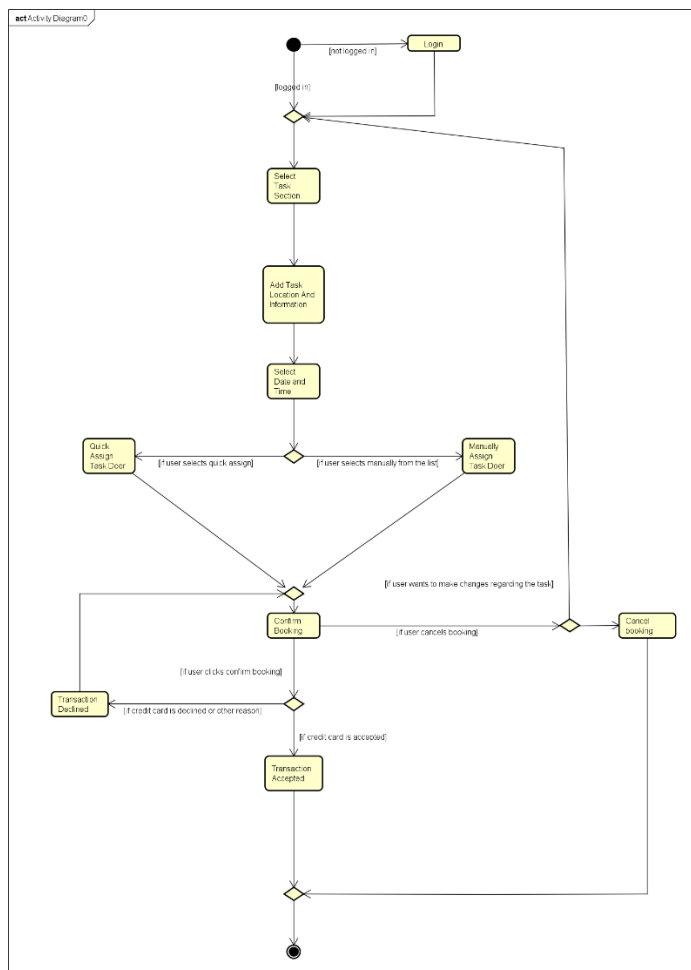 act Activity Diagram0
[not logged in]
Login
[logged in]
Select
Task
Section
Add Task
Location And
Information
Select
Date and
Time
Quick
Assign
Task Doer
[if user selects quick assign]
[if user selects manually from the list]
Manually
Assign
Task Doer
[if user wants to make changes regarding the task]
Confirm
Booking
[if user cancels booking]
Cancel
booking
[if user clicks confirm booking]
Transaction
Declined
[if credit card is declined or other reason]
[if credit card is accepted]
Transaction
Accepted